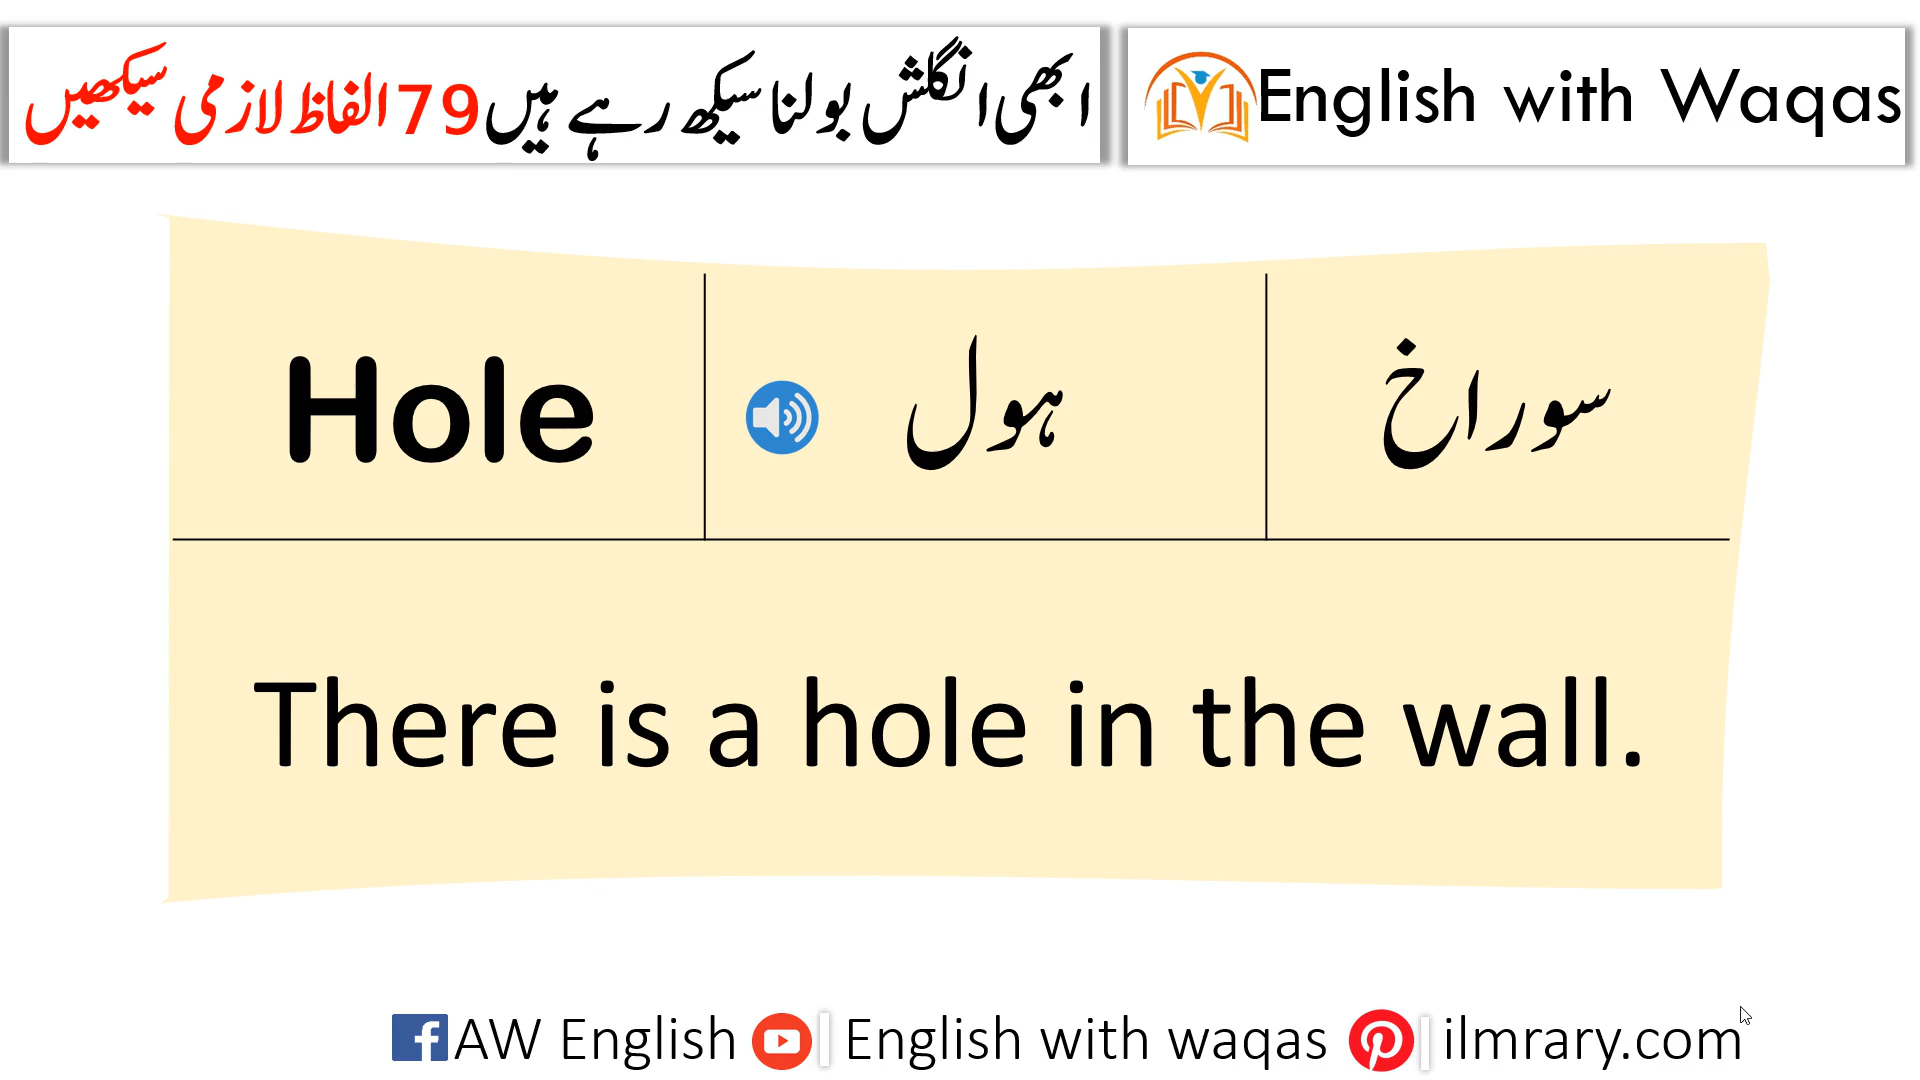 ابھی انگلش بولنا سیکھ رہے ہیں 79 الفاظ لازمی سیکھیں
English with Waqas
Hole
ہول
سوراخ
There is a hole in the wall.
AW English | English with waqas | ilmrary.com